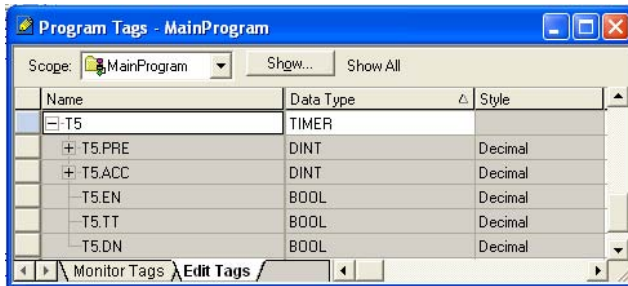 Program Tags - MainProgram
Scope: MainProgram Show... Show All
Name Data Type Style
T5 TIMER
T5.PRE DINT Decimal
T5.ACC DINT Decimal
T5.EN BOOL Decimal
T5.TT BOOL Decimal
T5.DN BOOL Decimal
Monitor Tags Edit Tags